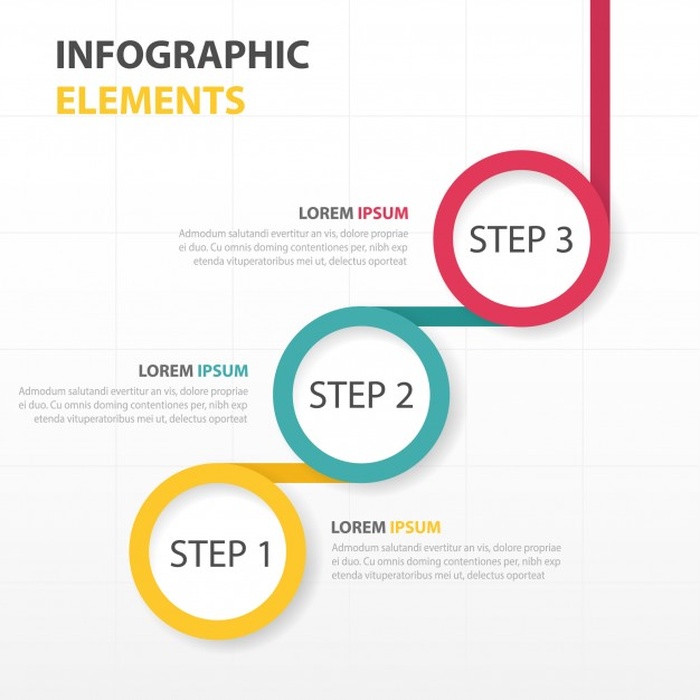 INFOGRAPHIC
ELEMENTS
LOREM IPSUM
Adomodum salutandi evertitur an vis, dolore propriae
ei duo. Cu omnis doming contentiones per, nibh exp
etenda vituperatoribus mei ut, delectus oporteat
STEP 3
LOREM IPSUM
Adomodum salutandi evertitur an vis, dolore propriae
ei duo. Cu omnis doming contentiones per, nibh exp
etenda vituperatoribus mei ut, delectus oporteat
STEP 2
STEP 1
LOREM IPSUM
Adomodum salutandi evertitur an vis, dolore propriae
ei duo. Cu omnis doming contentiones per, nibh exp
etenda vituperatoribus mei ut, delectus oporteat